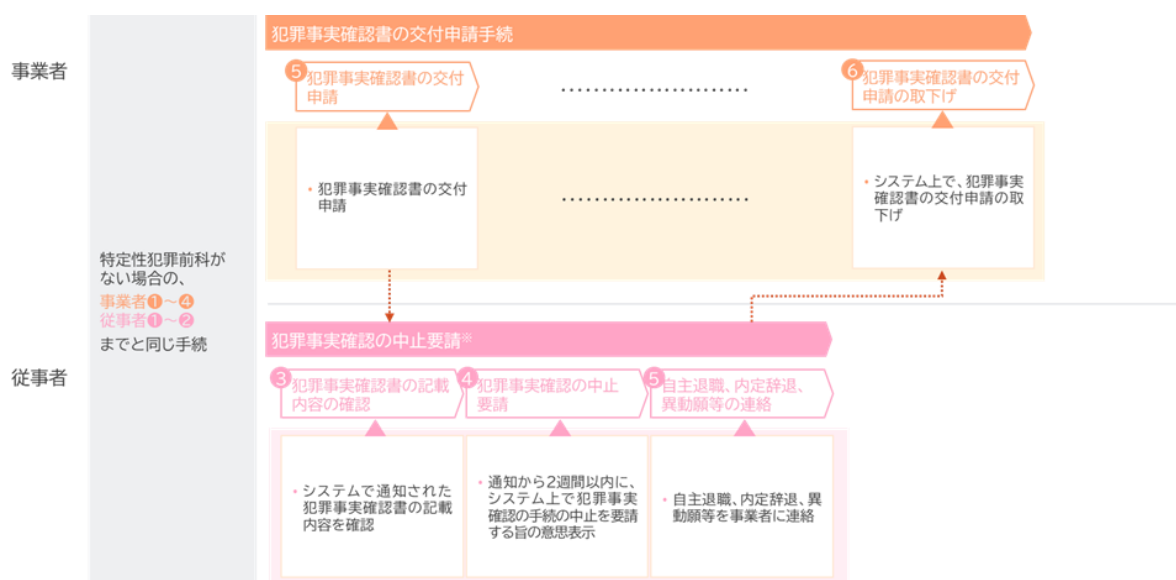 犯罪事実確認書の交付申請手続
事業者
❺
犯罪事実確認書の交付
申請
……………………
❻
犯罪事実確認書の交付
申請の取下げ
・犯罪事実確認書の交付
申請
……………………
・システム上で、犯罪事実
確認書の交付申請の取
下げ
特定性犯罪前科が
ない場合の、
事業者❶～❹
従事者❶～❷
までと同じ手続
犯罪事実確認の中止要請※
従事者
❸
犯罪事実確認書の記載
内容の確認
❹
犯罪事実確認の中止
要請
❺
自主退職、内定辞退、
異動願等の連絡
・システムで通知された
犯罪事実確認書の記載
内容を確認
・通知から2週間以内に、
システム上で犯罪事実
確認の手続の中止を要請
する旨の意思表示
・自主退職、内定辞退、異
動願等を事業者に連絡